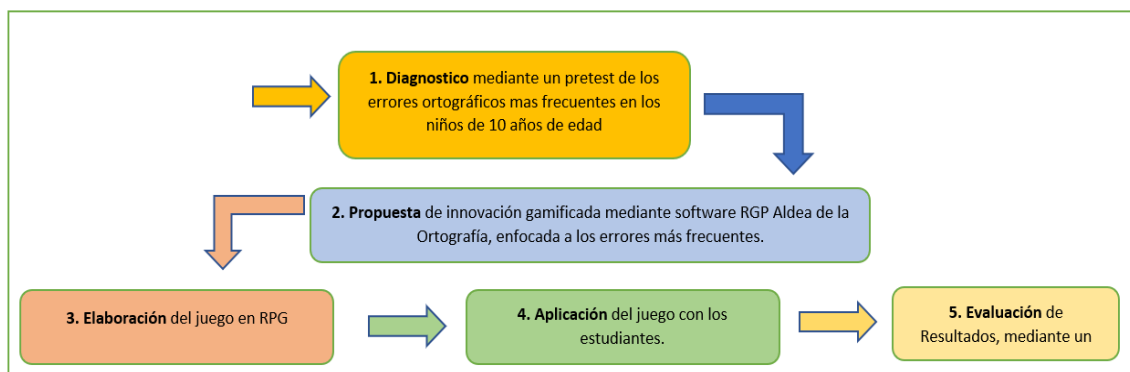 1. Diagnostico mediante un pretest de los
errores ortográficos mas frecuentes en los
niños de 10 años de edad
2. Propuesta de innovación gamificada mediante software RGP Aldea de la
Ortografía, enfocada a los errores más frecuentes.
3. Elaboración del juego en RPG
4. Aplicación del juego con los
estudiantes.
5. Evaluación de
Resultados, mediante un